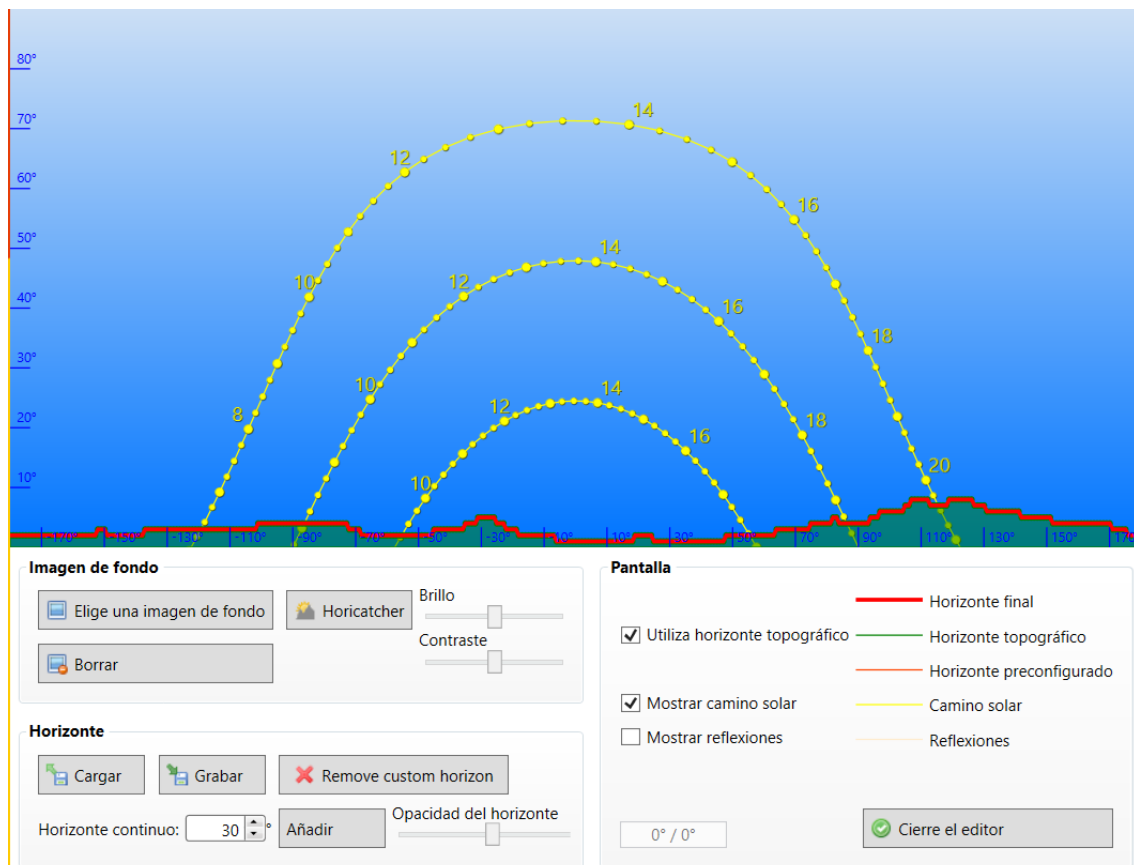 80°
70°
60°
50°
40°
30°
20°
10°
14
12
16
10
18
8
20
14
12
16
10
18
14
12
16
10
-170° -150° -130° -110° -90° -70° -50° -30° -10° 10° 30° 50° 70° 90° 110° 130° 150° 170
Imagen de fondo
Elige una imagen de fondo
Horicatcher
Brillo
Contraste
Borrar
Horizonte
Cargar
Grabar
Remove custom horizon
Horizonte continuo: 30 °
Añadir
Opacidad del horizonte
Pantalla
Horizonte final
Utiliza horizonte topográfico
Horizonte topográfico
Horizonte preconfigurado
Mostrar camino solar
Camino solar
Mostrar reflexiones
Reflexiones
0° / 0°
Cierre el editor